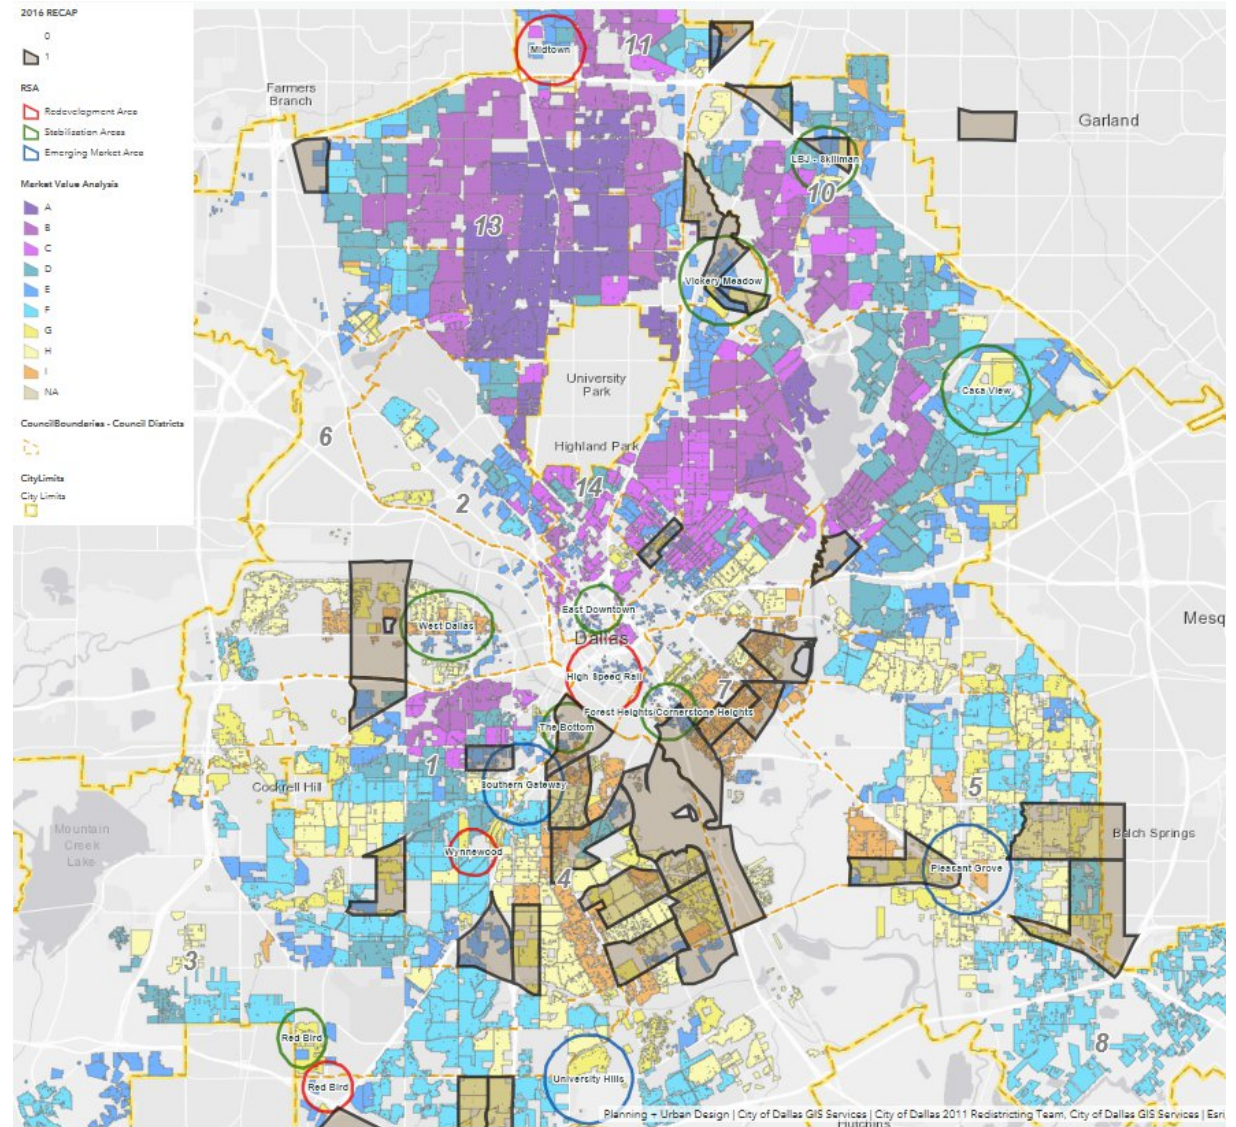 2016 RECAP
0
1
RSA
Redevelopment Area
Stabilization Areas
Emerging Market Area
Market Value Analysis
A
B
C
D
E
F
G
H
I
NA
CouncilBoundaries - Council Districts
CityLimits
City Limits
Midtown
11
Farmers
Branch
Garland
LBJ - Skillman
10
13
Vickery Meadow
University
Park
Casa View
6
Highland Park
14
2
East Downtown
West Dallas
Dallas
Mesq
High Speed Rail
7
Forest Heights/Cornerstone Heights
The Bottom
1
Cockrell Hill
Southern Gateway
5
Mountain
Creek
Lake
Balch Springs
Wynnewood
Pleasant Grove
4
3
Red Bird
8
University Hills
Red Bird
Planning + Urban Design | City of Dallas GIS Services | City of Dallas 2011 Redistricting Team, City of Dallas GIS Services | Esri
Hutchins